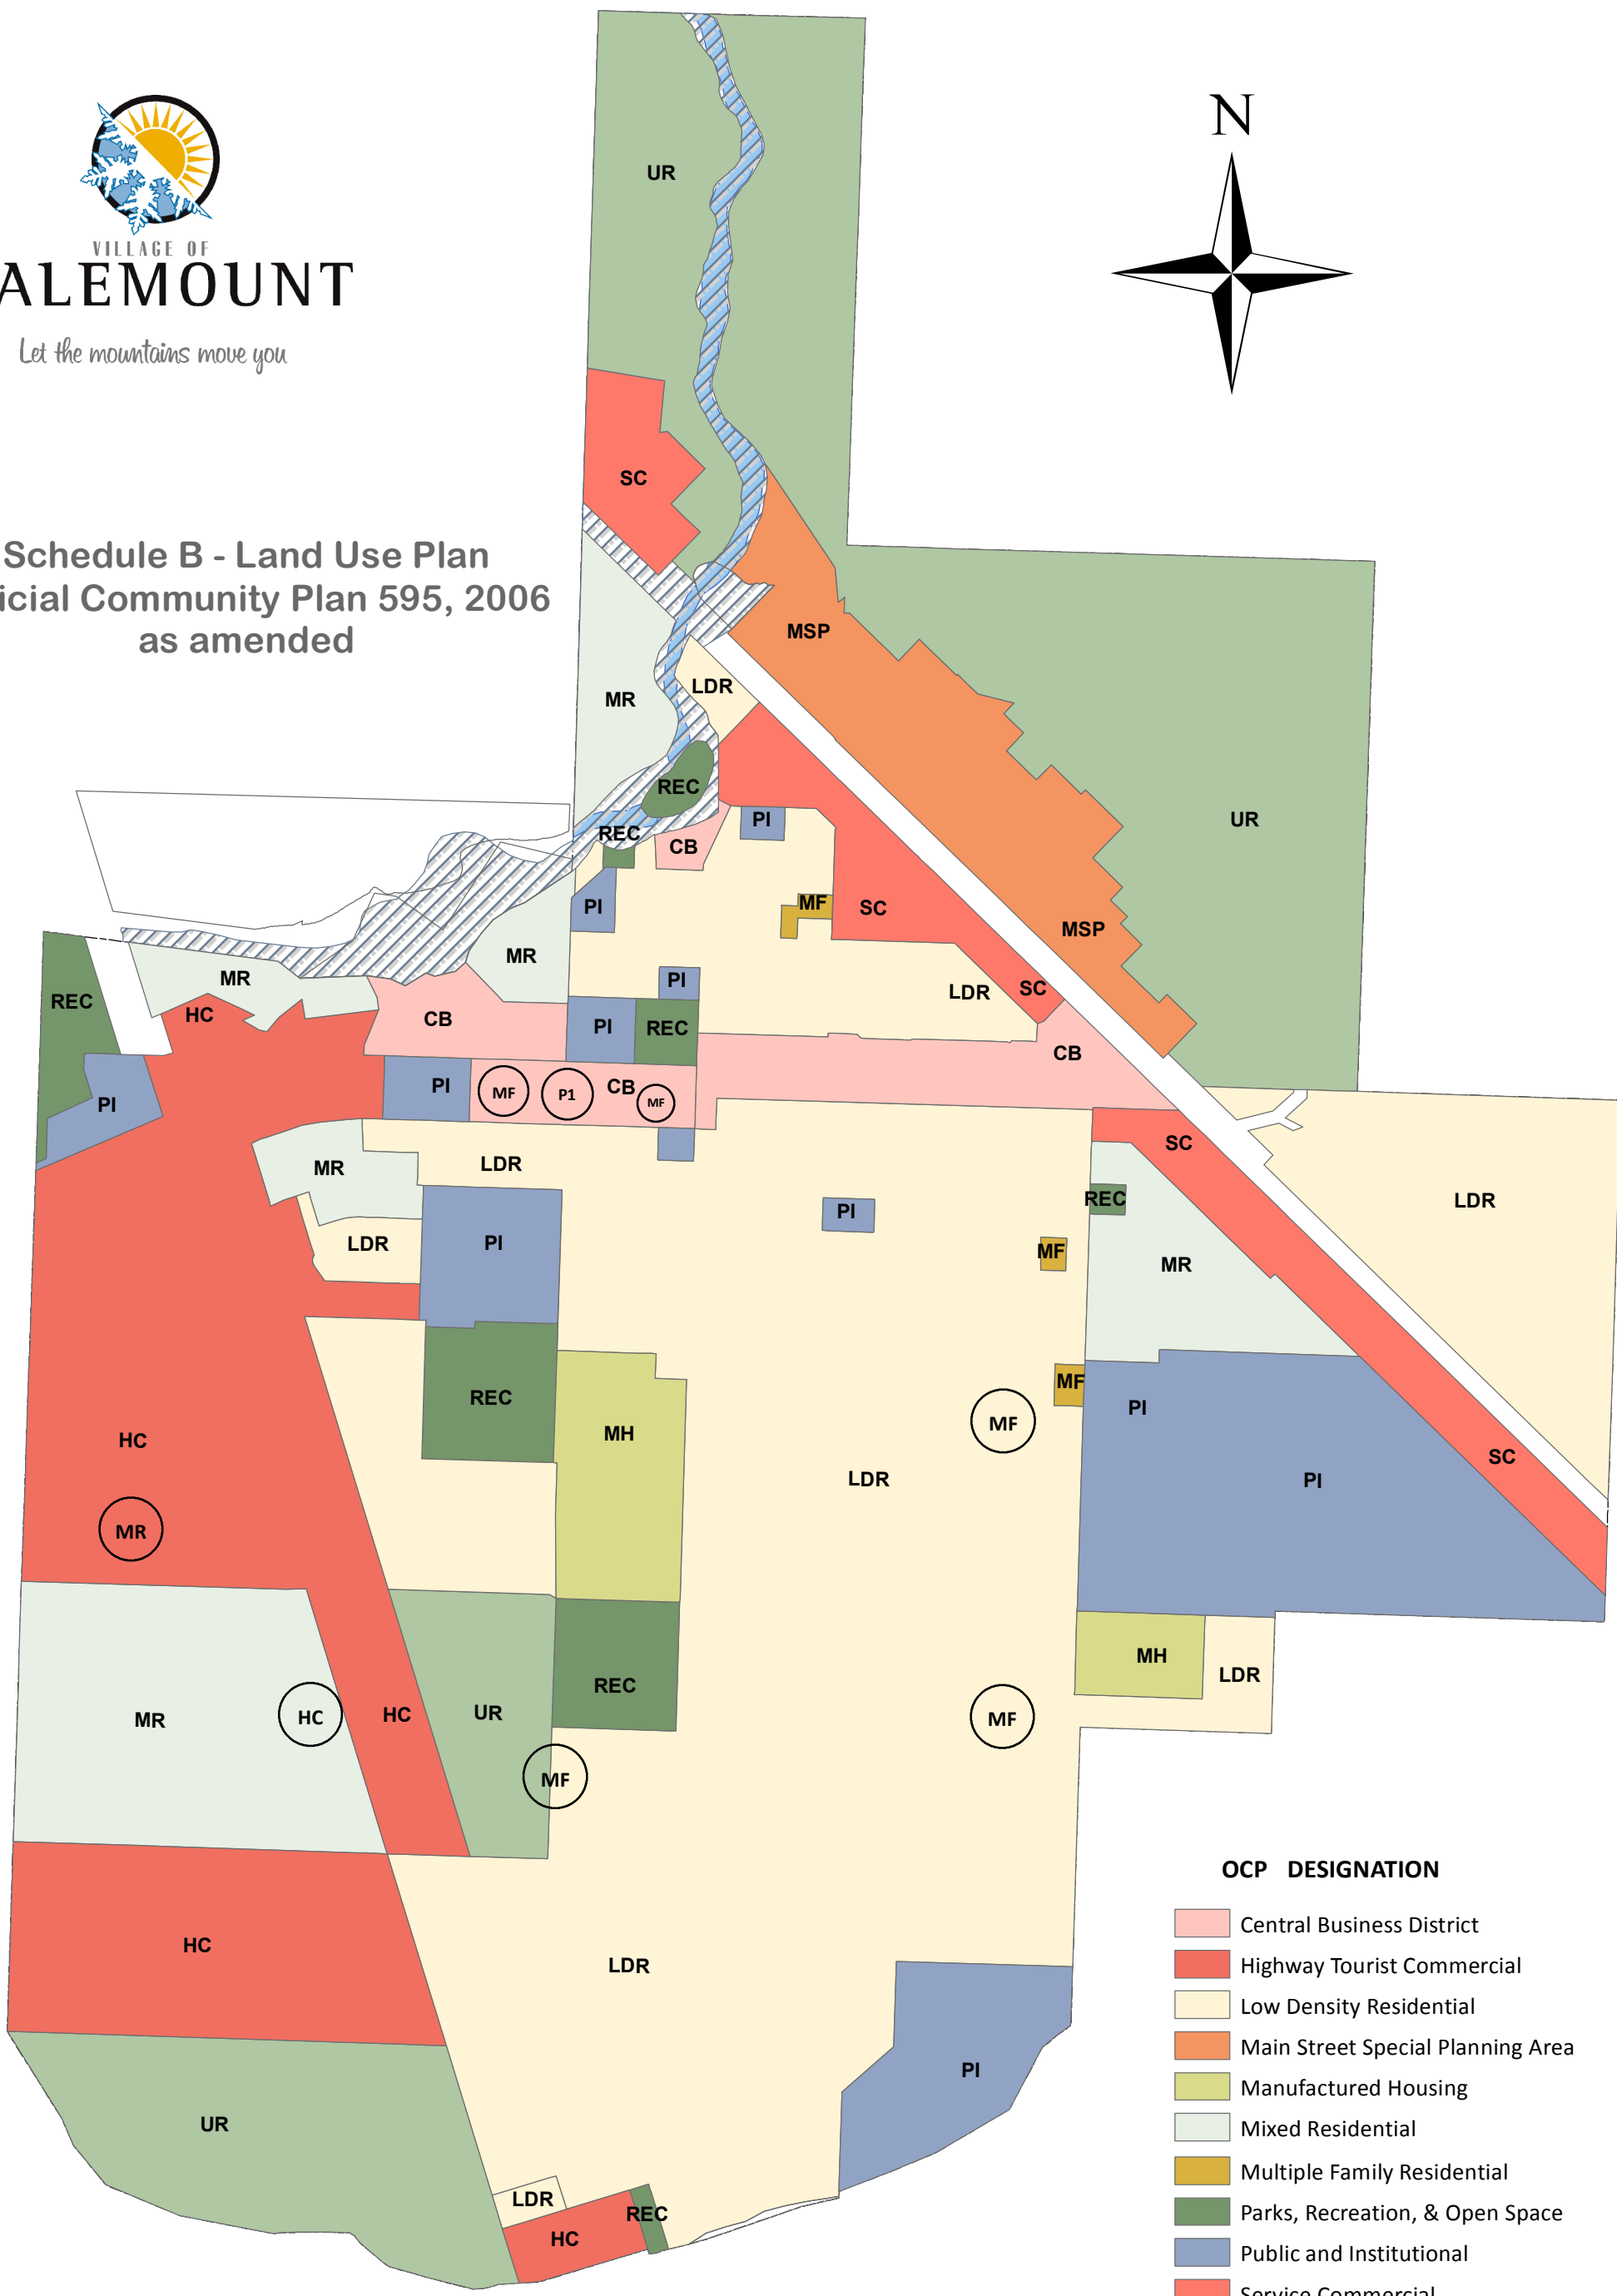 VILLAGE OF
ALEMOUNT
Let the mountains move you
N
Schedule B - Land Use Plan
icial Community Plan 595, 2006
as amended
UR
SC
MSP
LDR
MR
REC
UR
PI
REC
CB
MF
SC
PI
MSP
MR
PI
MR
LDR
SC
REC
HC
CB
PI
REC
CB
PI
MF
P1
CB
MF
PI
SC
MR
LDR
REC
LDR
PI
LDR
PI
MF
MR
MF
REC
PI
MF
MH
HC
SC
LDR
PI
MR
MH
LDR
REC
MR
HC
HC
UR
MF
MF
HC
LDR
PI
UR
LDR
REC
HC
OCP DESIGNATION
Central Business District
Highway Tourist Commercial
Low Density Residential
Main Street Special Planning Area
Manufactured Housing
Mixed Residential
Multiple Family Residential
Parks, Recreation, & Open Space
Public and Institutional
Service Commercial